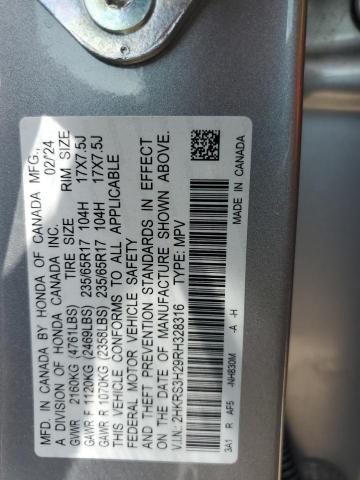 MFD. IN CANADA BY HONDA OF CANADA MFG.,
A DIVISION OF HONDA CANADA INC. 02/'24
TIRE SIZE RIM SIZE
GVWR 2160KG (4761LBS)
GAWR F 1120KG (2469LBS) 235/65R17 104H 17X7.5J
GAWR R 1070KG (2358LBS) 235/65R17 104H 17X7.5J
THIS VEHICLE CONFORMS TO ALL APPLICABLE
FEDERAL MOTOR VEHICLE SAFETY
AND THEFT PREVENTION STANDARDS IN EFFECT
ON THE DATE OF MANUFACTURE SHOWN ABOVE.
V.I.N: 2HKRS3H29RH328316 TYPE: MPV
3A1 R AF5 -NH830M -A -H MADE IN CANADA